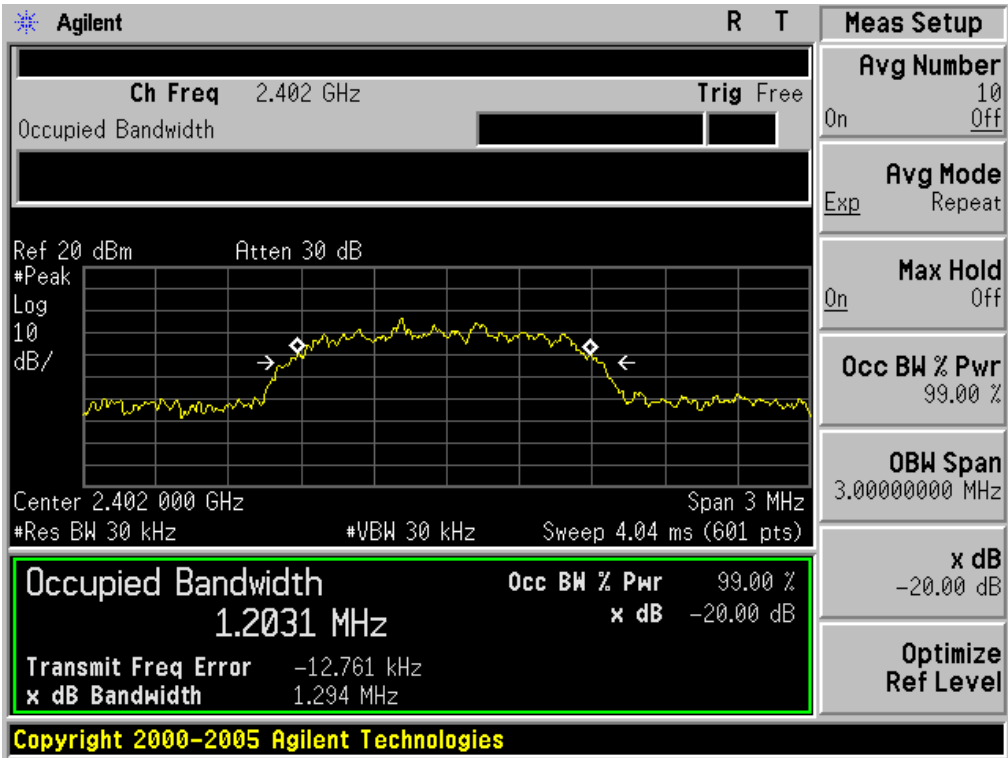 Agilent R T
Ch Freq 2.402 GHz Trig Free
Occupied Bandwidth
Ref 20 dBm Atten 30 dB
#Peak
Log
10
dB/
Center 2.402 000 GHz Span 3 MHz
#Res BW 30 kHz #VBW 30 kHz Sweep 4.04 ms (601 pts)
Occupied Bandwidth Occ BW % Pwr 99.00 %
1.2031 MHz x dB -20.00 dB
Transmit Freq Error -12.761 kHz
x dB Bandwidth 1.294 MHz
Copyright 2000-2005 Agilent Technologies
Meas Setup
Avg Number
10
On Off
Avg Mode
Exp Repeat
Max Hold
On Off
Occ BW % Pwr
99.00 %
OBW Span
3.00000000 MHz
x dB
-20.00 dB
Optimize
Ref Level